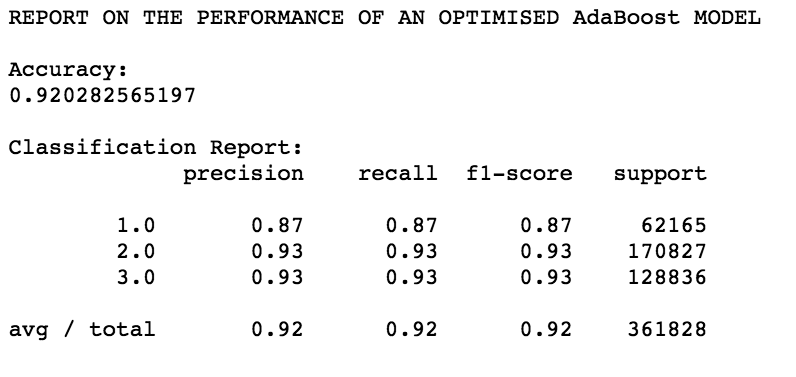 REPORT ON THE PERFORMANCE OF AN OPTIMISED AdaBoost MODEL
Accuracy:
0.920282565197
Classification Report:
precision recall f1-score support
1.0 0.87 0.87 0.87 62165
2.0 0.93 0.93 0.93 170827
3.0 0.93 0.93 0.93 128836
avg / total 0.92 0.92 0.92 361828